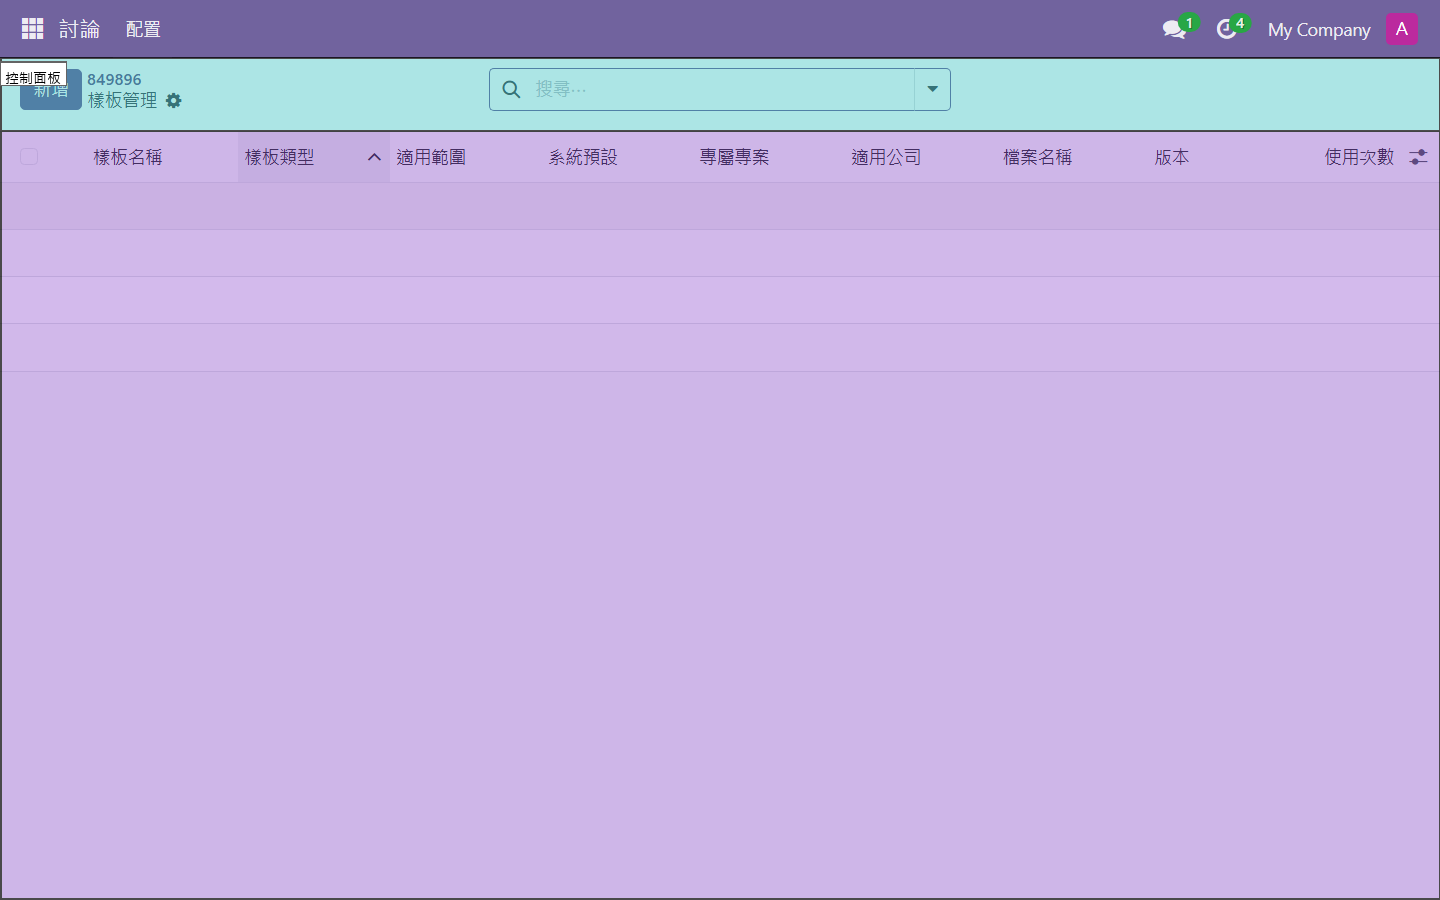 討論 配置 1 4 My Company A
控制面板
新增 849896
樣板管理
搜尋...
樣板名稱 樣板類型 適用範圍 系統預設 專屬專案 適用公司 檔案名稱 版本 使用次數